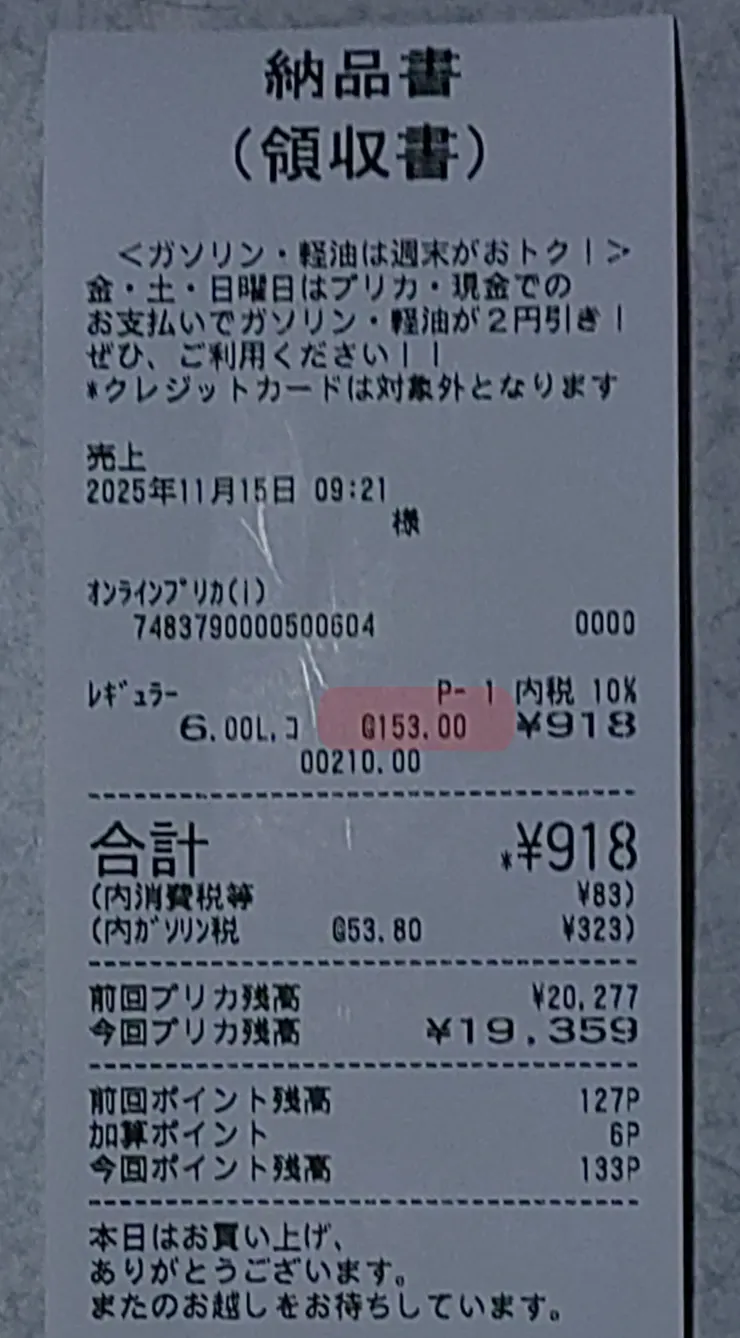 納品書
(領収書)
<ガソリン・軽油は週末がおトク!>
金・土・日曜日はプリカ・現金での
お支払いでガソリン・軽油が2円引き!
ぜひ、ご利用ください!!
*クレジットカードは対象外となります
売上
2025年11月15日 09:21
様
オンラインプリカ(i)
7483790000500604 0000
レギュラー P- 1 内税 10%
6.00L,コ @153.00 ¥918
00210.00
合計 *¥918
(内消費税等 ¥83)
(内ガソリン税 @53.80 ¥323)
前回プリカ残高 ¥20,277
今回プリカ残高 ¥19,359
前回ポイント残高 127P
加算ポイント 6P
今回ポイント残高 133P
本日はお買い上げ、
ありがとうございます。
またのお越しをお待ちしています。